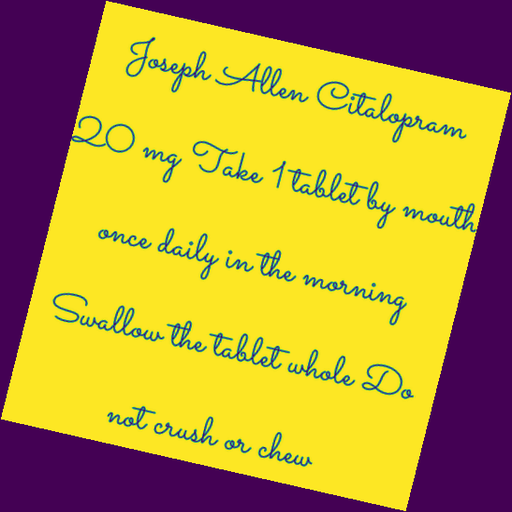 Joseph Allen Citalopram
20 mg Take 1 tablet by mouth
once daily in the morning
Swallow the tablet whole Do
not crush or chew